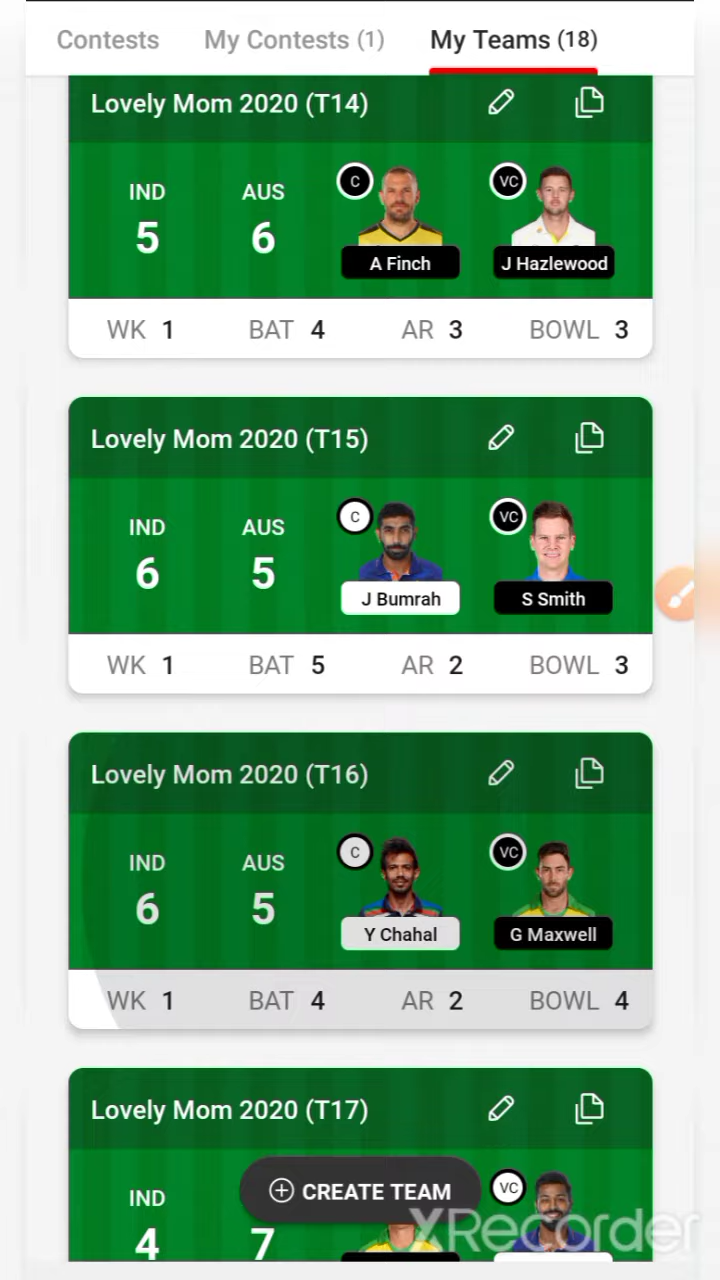 Contests My Contests (1) My Teams (18)
Lovely Mom 2020 (T14)
IND AUS C VC
5 6
A Finch J Hazlewood
WK 1 BAT 4 AR 3 BOWL 3
Lovely Mom 2020 (T15)
IND AUS C VC
6 5
J Bumrah S Smith
WK 1 BAT 5 AR 2 BOWL 3
Lovely Mom 2020 (T16)
IND AUS C VC
6 5
Y Chahal G Maxwell
WK 1 BAT 4 AR 2 BOWL 4
Lovely Mom 2020 (T17)
IND VC
CREATE TEAM
4 7
XRecorder